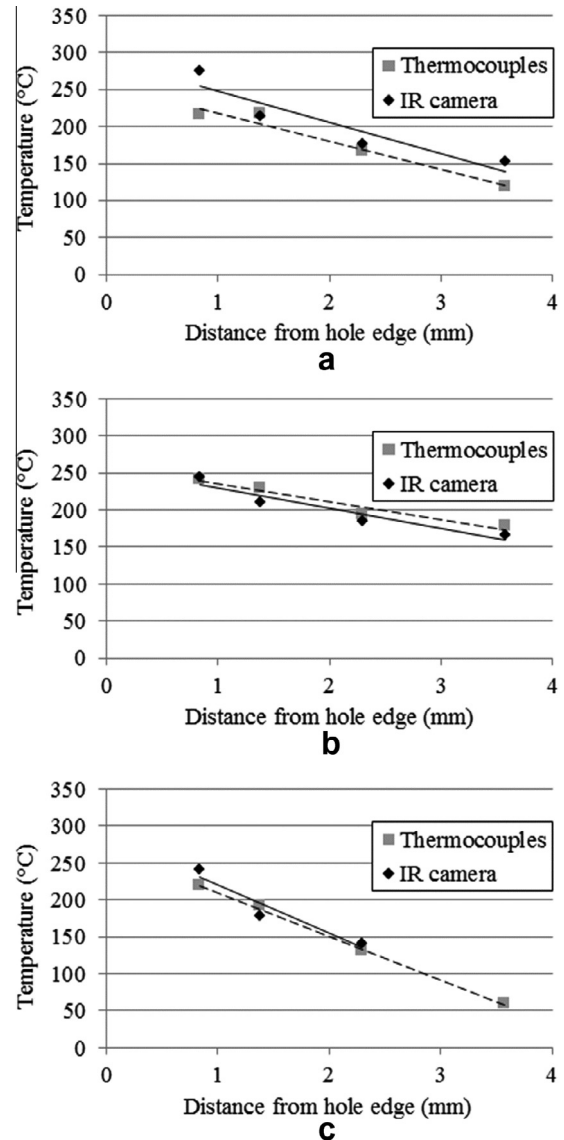 350
300
250
200
150
100
50
0
Temperature (°C)
Thermocouples
IR camera
0 1 2 3 4
Distance from hole edge (mm)
a
350
300
250
200
150
100
50
0
Temperature (°C)
Thermocouples
IR camera
0 1 2 3 4
Distance from hole edge (mm)
b
350
300
250
200
150
100
50
0
Temperature (°C)
Thermocouples
IR camera
0 1 2 3 4
Distance from hole edge (mm)
c